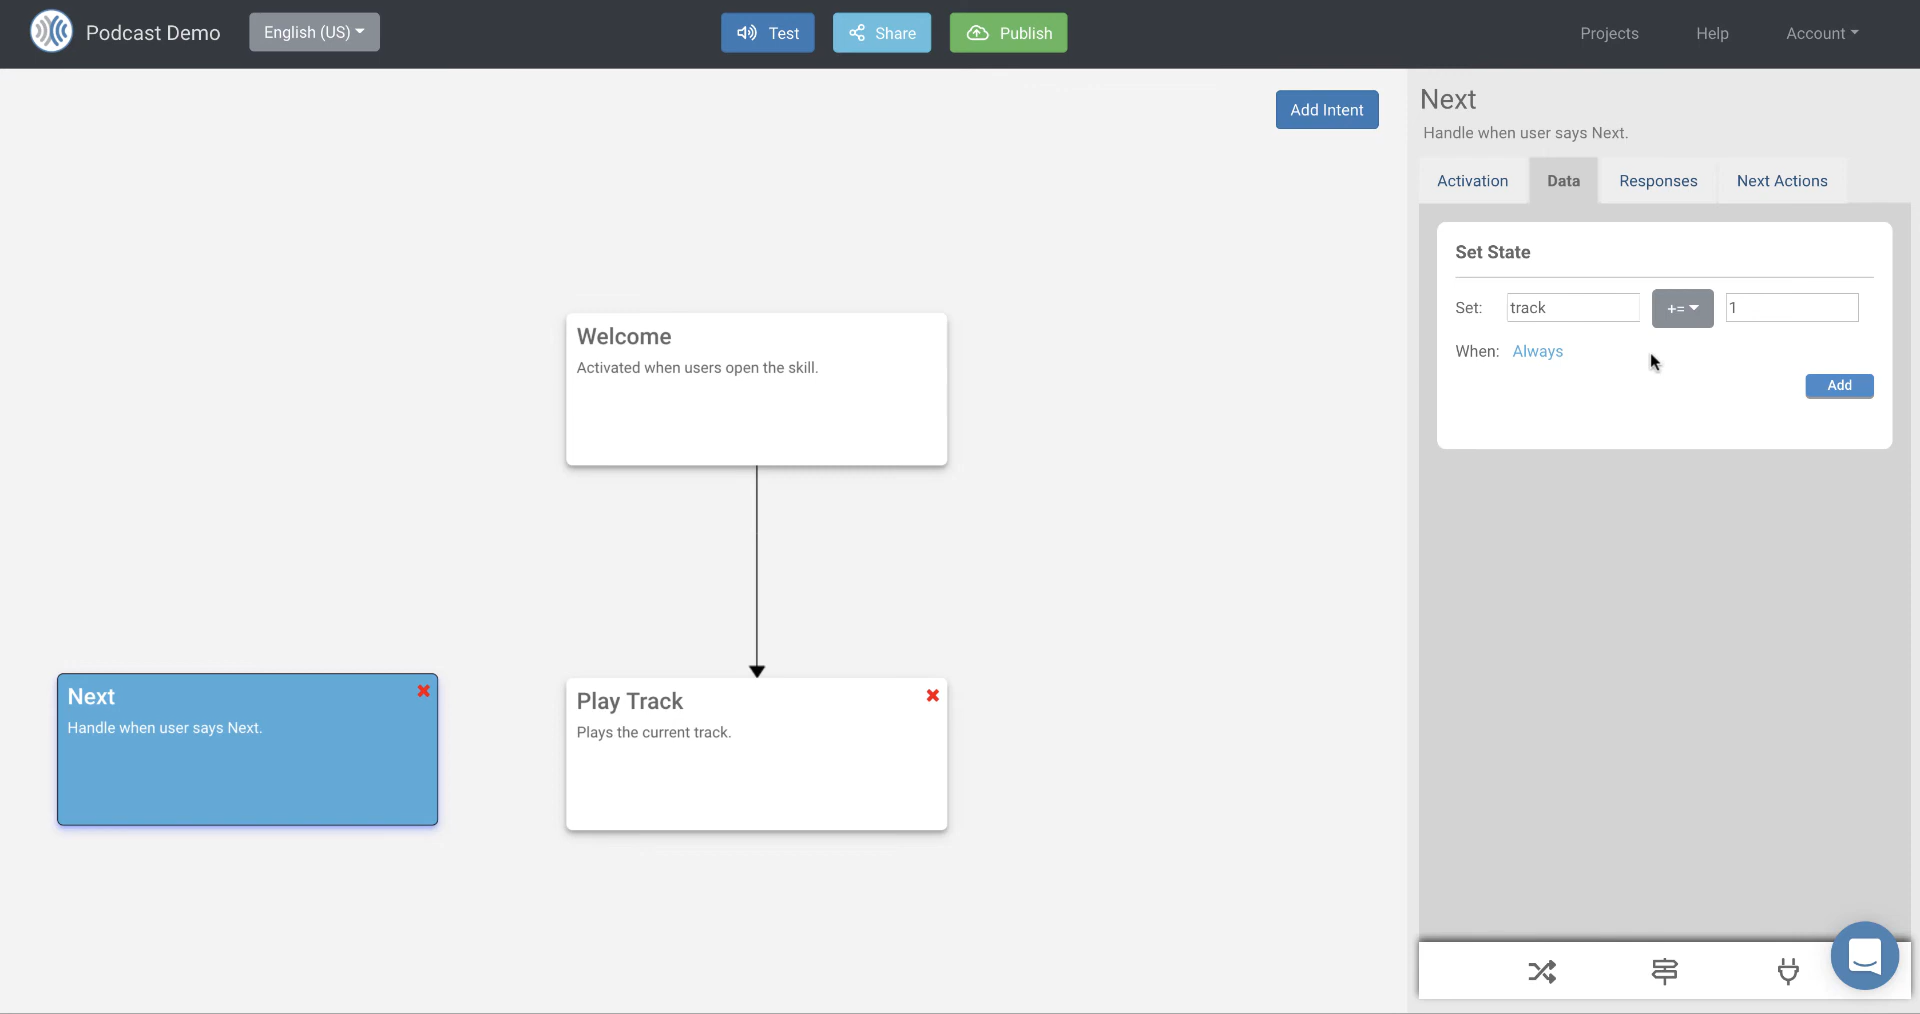 Podcast Demo English (US) Test Share Publish Projects Help Account
Add Intent
Next
Handle when user says Next.
Activation Data Responses Next Actions
Set State
Set: track += 1
When: Always
Add
Welcome
Activated when users open the skill.
Next
Handle when user says Next.
Play Track
Plays the current track.